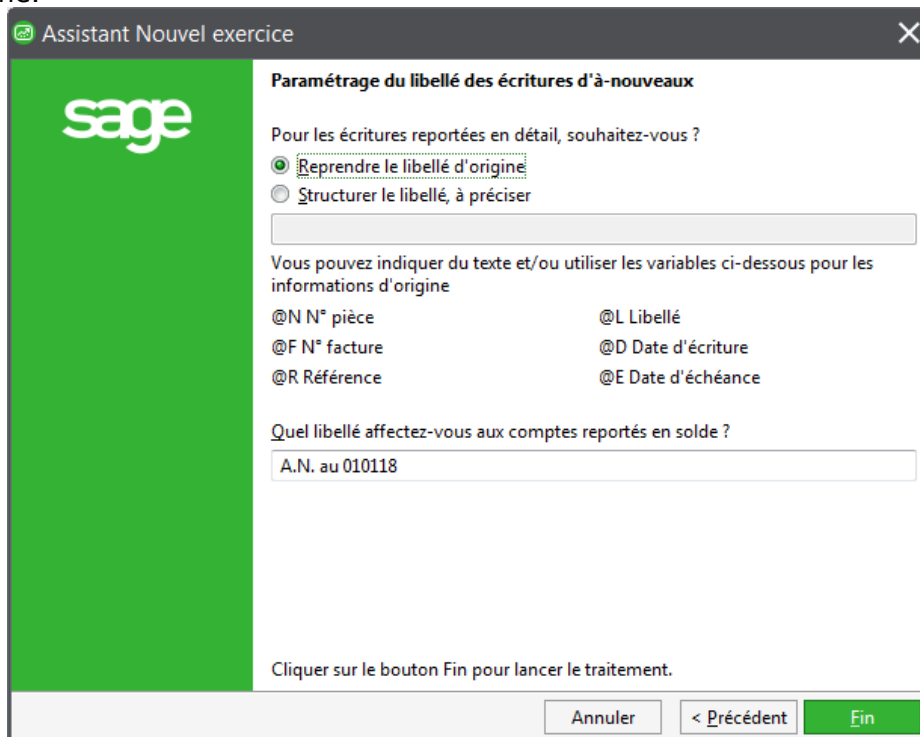 Assistant Nouvel exercice
sage
Paramétrage du libellé des écritures d'à-nouveaux
Pour les écritures reportées en détail, souhaitez-vous ?
Reprendre le libellé d'origine
Structurer le libellé, à préciser
Vous pouvez indiquer du texte et/ou utiliser les variables ci-dessous pour les
informations d'origine
@N N° pièce @L Libellé
@F N° facture @D Date d'écriture
@R Référence @E Date d'échéance
Quel libellé affectez-vous aux comptes reportés en solde ?
A.N. au 010118
Cliquer sur le bouton Fin pour lancer le traitement.
Annuler < Précédent Fin